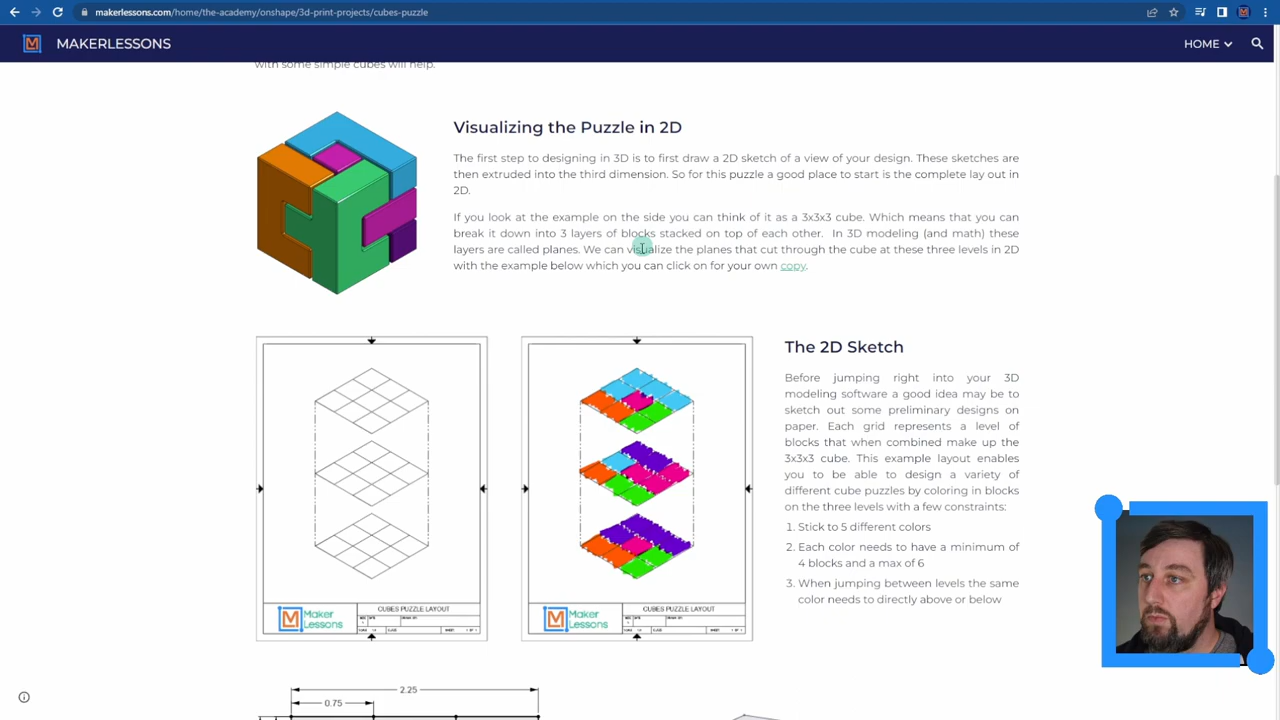 makerlessons.com/home/the-academy/onshape/3d-print-projects/cubes-puzzle
MAKERLESSONS
HOME
with some simple cubes will help.
Visualizing the Puzzle in 2D
The first step to designing in 3D is to first draw a 2D sketch of a view of your design. These sketches are
then extruded into the third dimension. So for this puzzle a good place to start is the complete lay out in
2D.
If you look at the example on the side you can think of it as a 3x3x3 cube. Which means that you can
break it down into 3 layers of blocks stacked on top of each other. In 3D modeling (and math) these
layers are called planes. We can visualize the planes that cut through the cube at these three levels in 2D
with the example below which you can click on for your own copy.
The 2D Sketch
Before jumping right into your 3D
modeling software a good idea may be to
sketch out some preliminary designs on
paper. Each grid represents a level of
blocks that when combined make up the
3x3x3 cube. This example layout enables
you to be able to design a variety of
different cube puzzles by coloring in blocks
on the three levels with a few constraints:
1. Stick to 5 different colors
2. Each color needs to have a minimum of
4 blocks and a max of 6
3. When jumping between levels the same
color needs to directly above or below
Maker
Lessons
CUBES PUZZLE LAYOUT
Maker
Lessons
CUBES PUZZLE LAYOUT
2.25
0.75